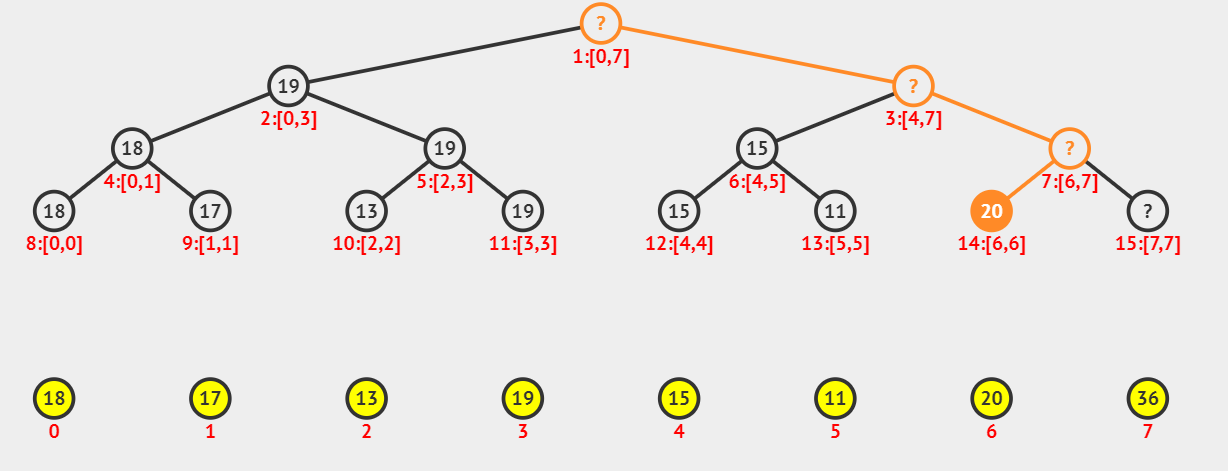 ?
1:[0,7]
19 ?
2:[0,3] 3:[4,7]
18 19 15 ?
4:[0,1] 5:[2,3] 6:[4,5] 7:[6,7]
18 17 13 19 15 11 20 ?
8:[0,0] 9:[1,1] 10:[2,2] 11:[3,3] 12:[4,4] 13:[5,5] 14:[6,6] 15:[7,7]
18 17 13 19 15 11 20 36
0 1 2 3 4 5 6 7